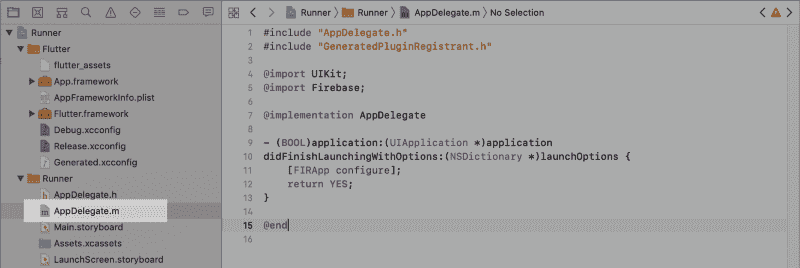 Runner
Flutter
flutter_assets
App.framework
AppFrameworkInfo.plist
Flutter.framework
Debug.xcconfig
Release.xcconfig
Generated.xcconfig
Runner
AppDelegate.h
AppDelegate.m
Main.storyboard
Assets.xcassets
LaunchScreen.storyboard
Runner Runner AppDelegate.m No Selection
1 #include "AppDelegate.h"
2 #include "GeneratedPluginRegistrant.h"
3
4 @import UIKit;
5 @import Firebase;
6
7 @implementation AppDelegate
8
9 - (BOOL)application:(UIApplication *)application
10 didFinishLaunchingWithOptions:(NSDictionary *)launchOptions {
11 [FIRApp configure];
12 return YES;
13 }
14
15 @end
16